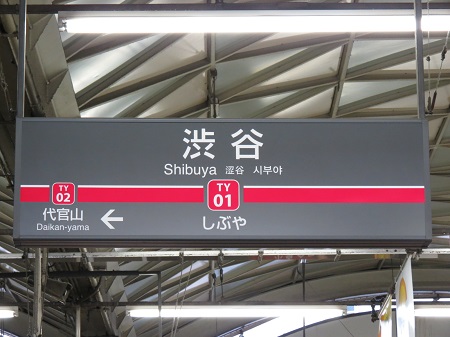 渋谷
Shibuya 涩谷 시부야
TY
02
TY
01
代官山 ←
しぶや
Daikan-yama